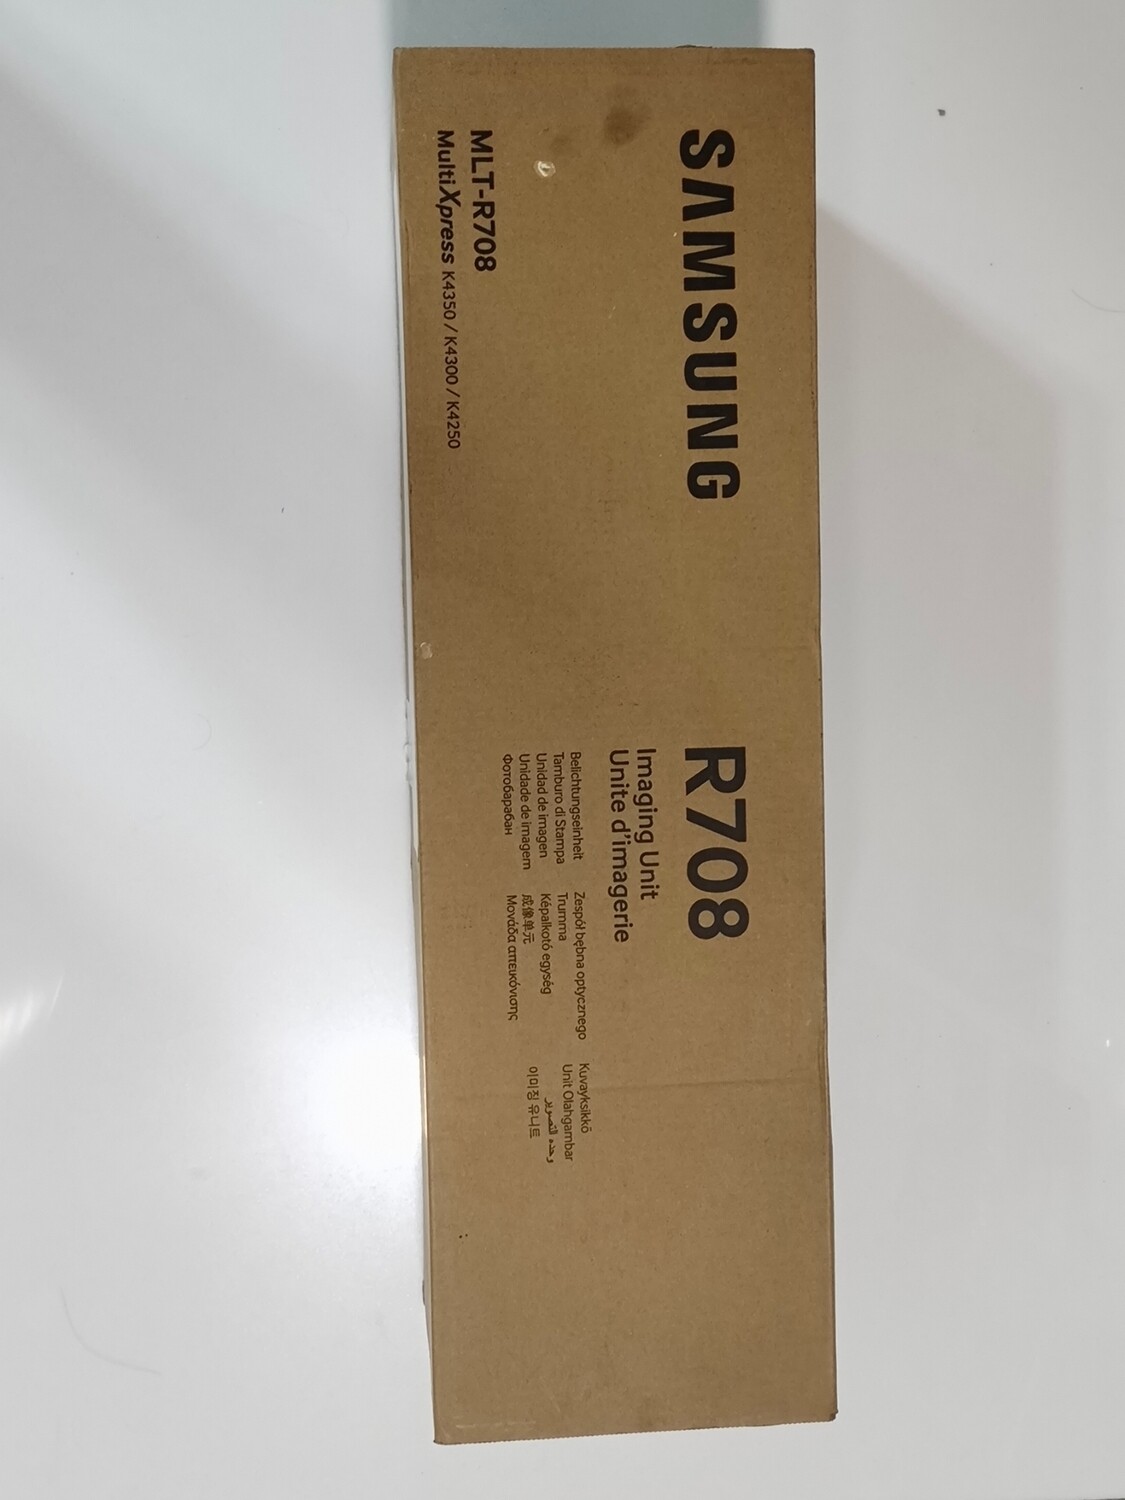 SAMSUNG
R708
Imaging Unit
Unite d'imagerie
Belichtungseinheit
Tamburo di Stampa
Unidad de imagen
Unidade de imagem
Фотобарабан
Zespół bębna optycznego
Trumma
Képalkotó egység
成像单元
Μονάδα απεικόνισης
Kuvayksikkö
Unit Olahgambar
وحذه التصوير
이미징 유니트
MLT-R708
MultiXpress K4350 / K4300 / K4250